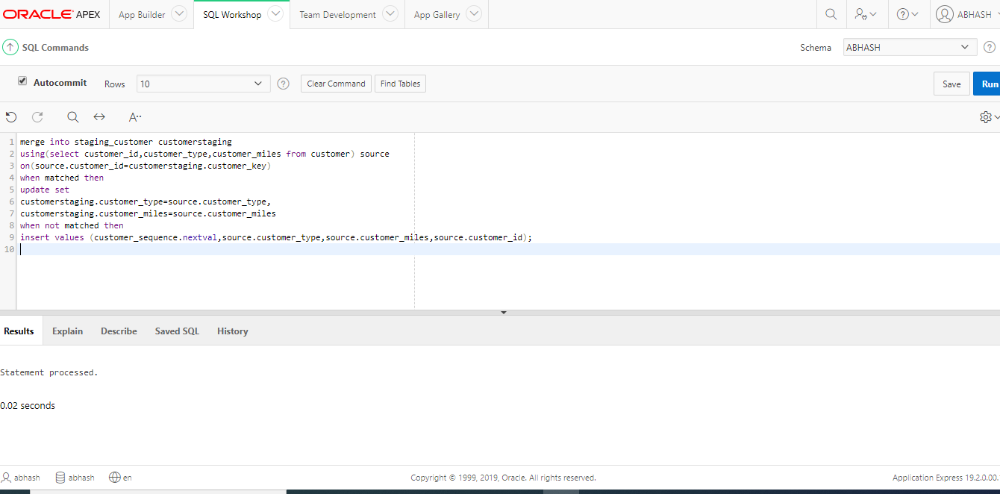 ORACLE APEX App Builder SQL Workshop Team Development App Gallery ABHASH
SQL Commands Schema ABHASH
Autocommit Rows 10 Clear Command Find Tables Save Run
1 merge into staging_customer customerstaging
2 using(select customer_id,customer_type,customer_miles from customer) source
3 on(source.customer_id=customerstaging.customer_key)
4 when matched then
5 update set
6 customerstaging.customer_type=source.customer_type,
7 customerstaging.customer_miles=source.customer_miles
8 when not matched then
9 insert values (customer_sequence.nextval,source.customer_type,source.customer_miles,source.customer_id);
10
Results Explain Describe Saved SQL History
Statement processed.
0.02 seconds
abhash abhash en Copyright © 1999, 2019, Oracle. All rights reserved. Application Express 19.2.0.00.